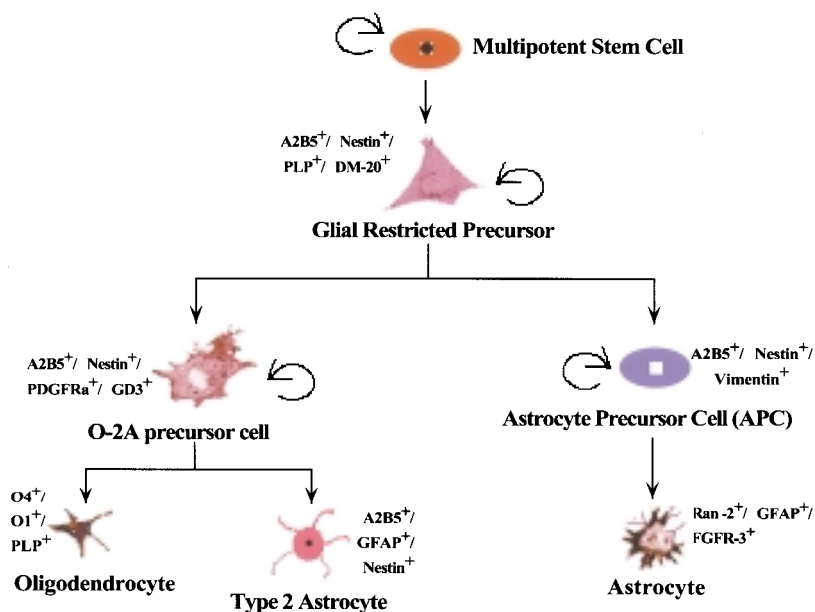 Multipotent Stem Cell
A2B5+/ Nestin+/
PLP+/ DM-20+
Glial Restricted Precursor
A2B5+/ Nestin+/
PDGFRa+/ GD3+
O-2A precursor cell
A2B5+/ Nestin+/
Vimentin+
Astrocyte Precursor Cell (APC)
O4+/
O1+/
PLP+
Oligodendrocyte
A2B5+/
GFAP+/
Nestin+
Type 2 Astrocyte
Ran -2+/ GFAP+/
FGFR-3+
Astrocyte